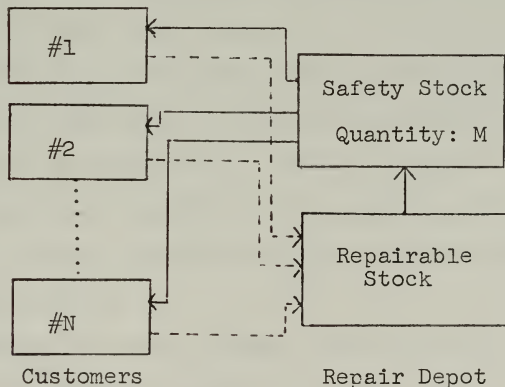 #1
Safety Stock
Quantity: M
#2
Repairable
Stock
#N
Customers
Repair Depot